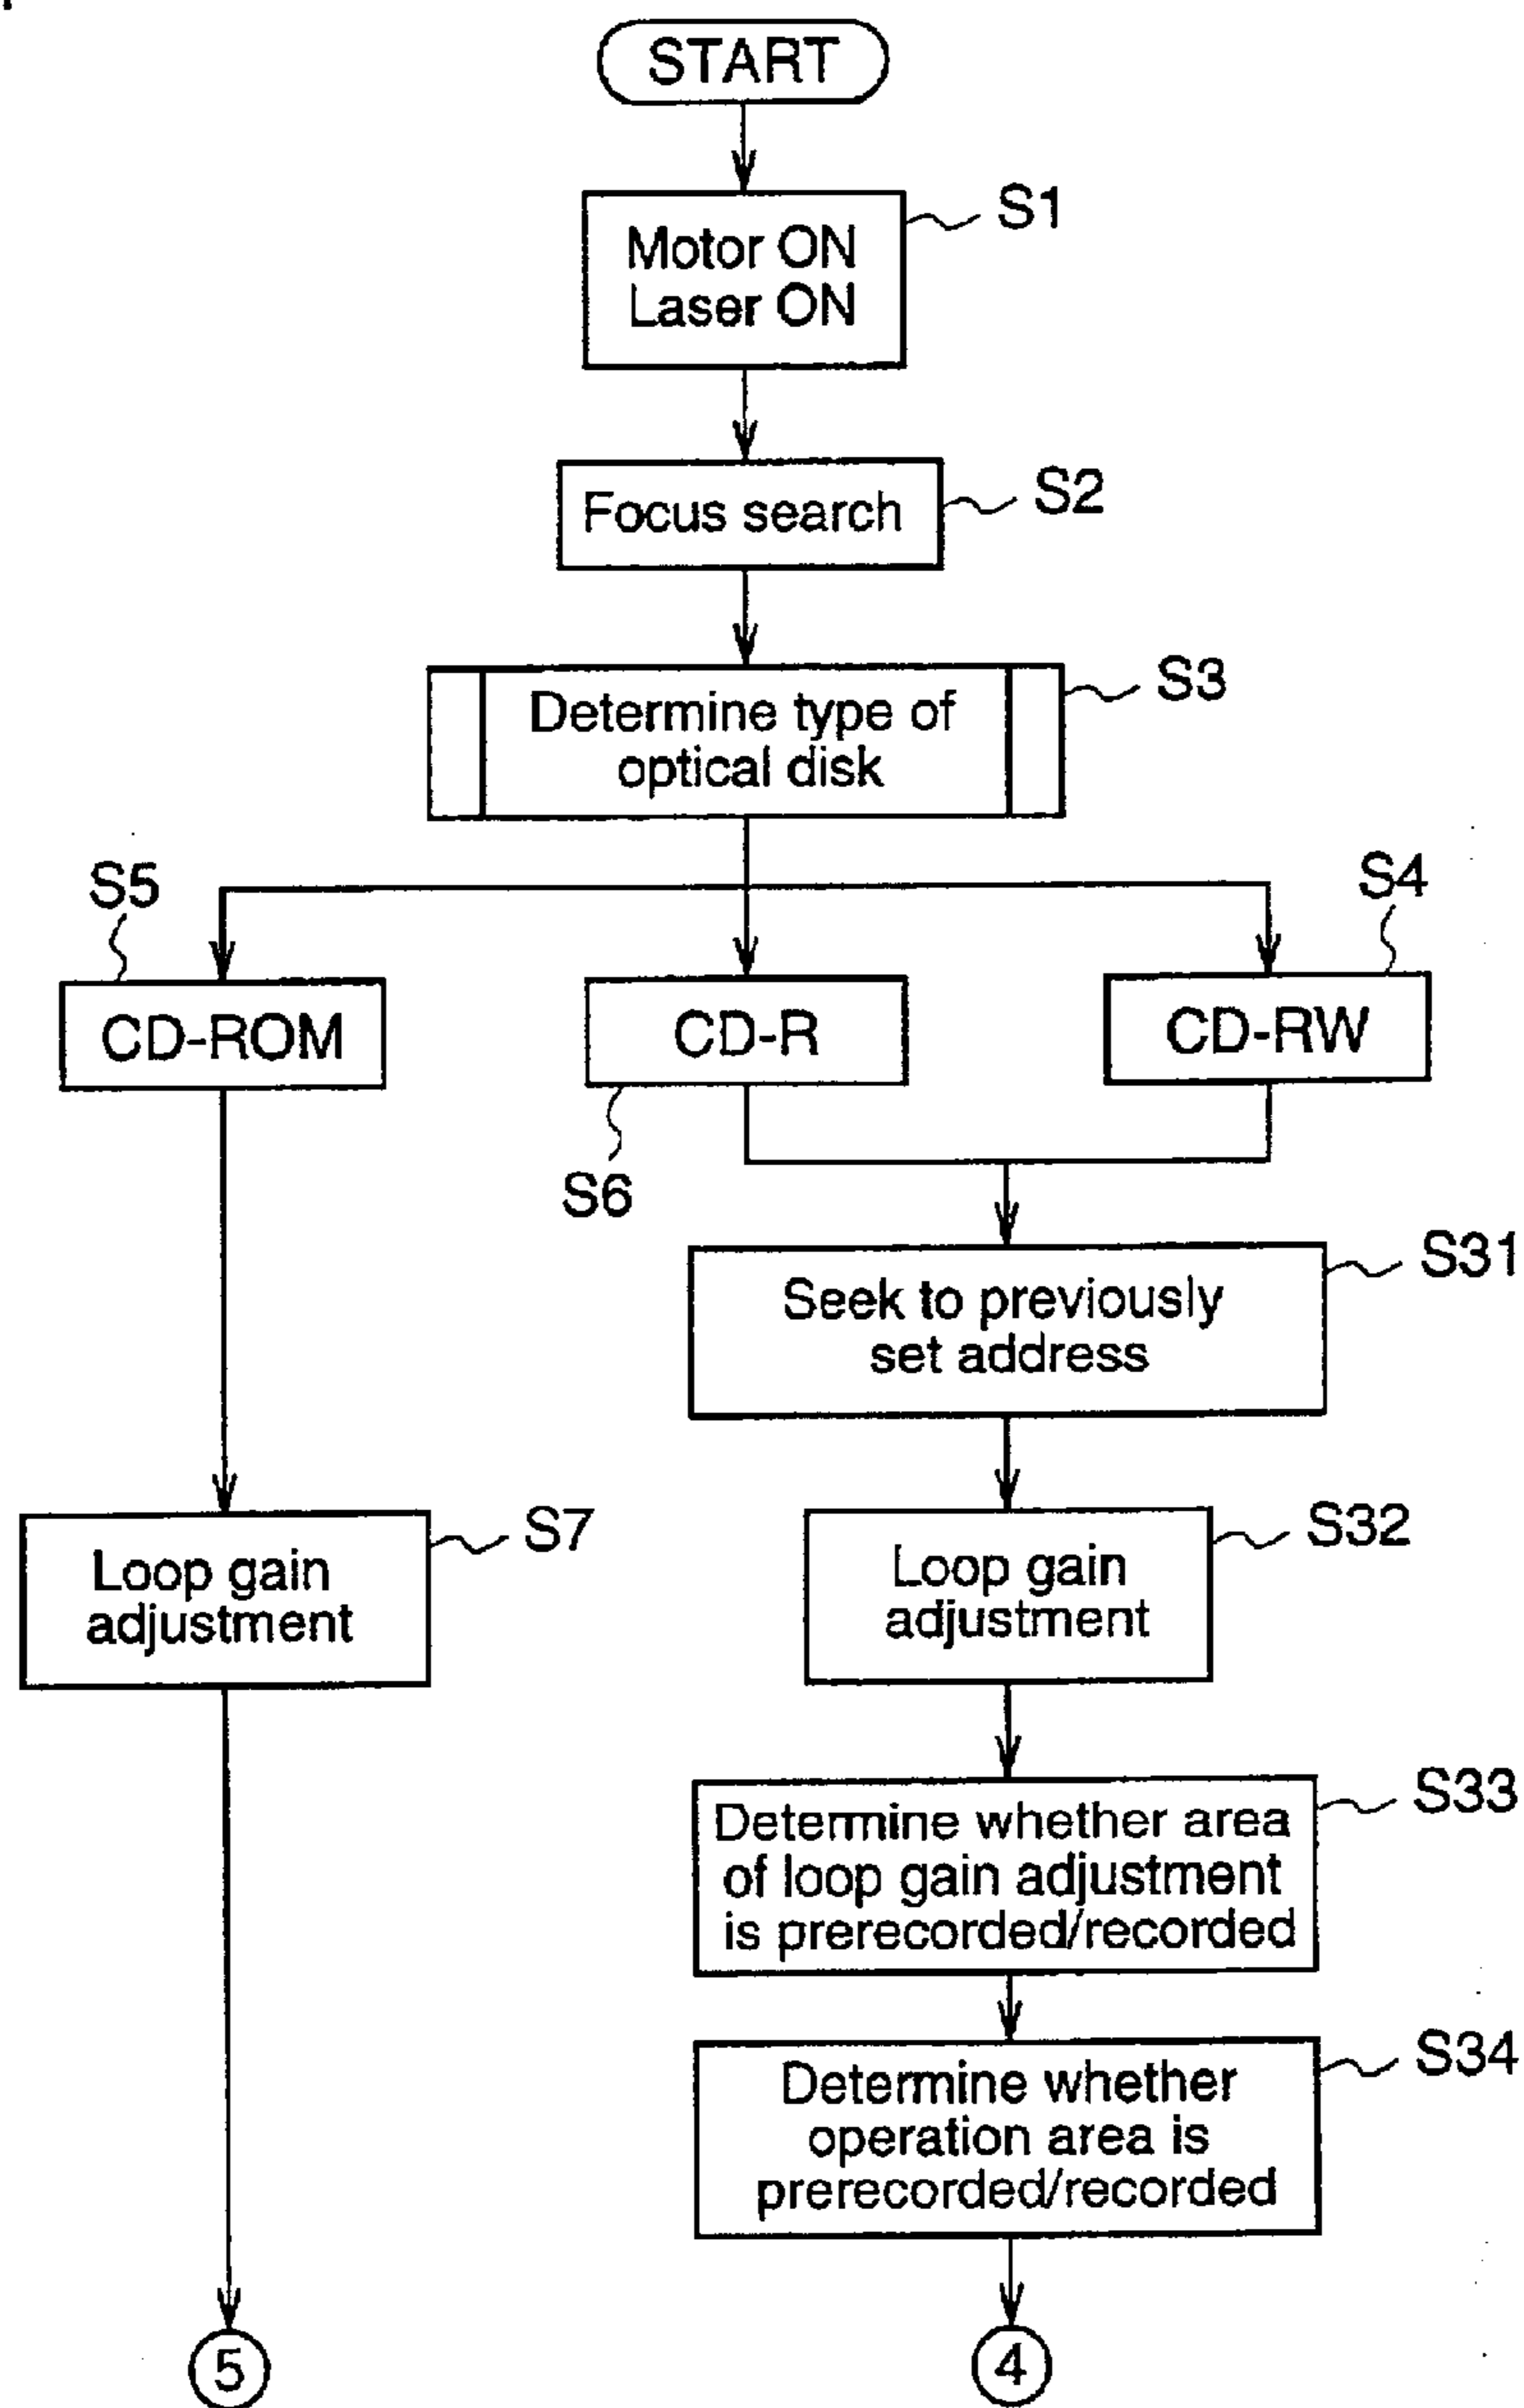 START
S1
Motor ON
Laser ON
S2
Focus search
S3
Determine type of
optical disk
S5
S4
CD-ROM
CD-R
CD-RW
S6
S31
Seek to previously
set address
S7
Loop gain
adjustment
S32
Loop gain
adjustment
S33
Determine whether area
of loop gain adjustment
is prerecorded/recorded
S34
Determine whether
operation area is
prerecorded/recorded
5
4